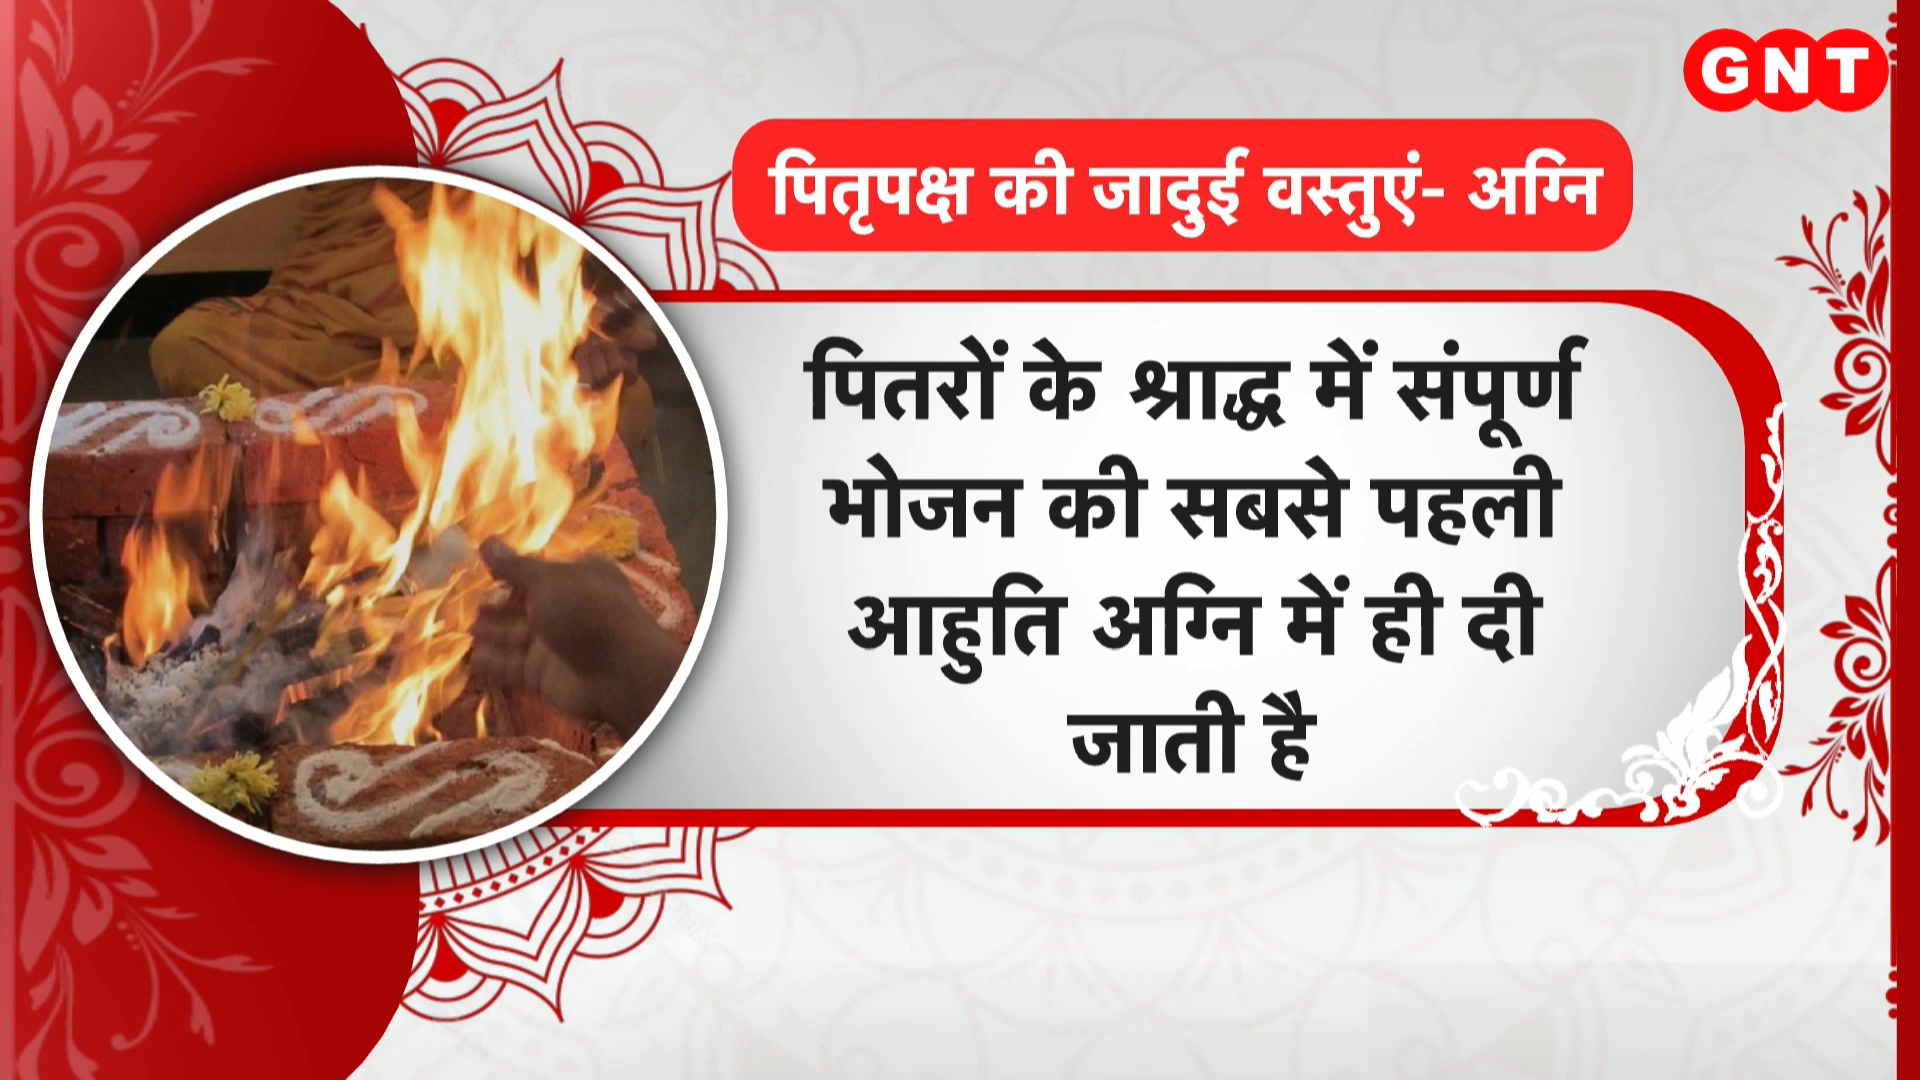 GNT
पितृपक्ष की जादुई वस्तुएं- अग्नि
पितरों के श्राद्ध में संपूर्ण
भोजन की सबसे पहली
आहुति अग्नि में ही दी
जाती है